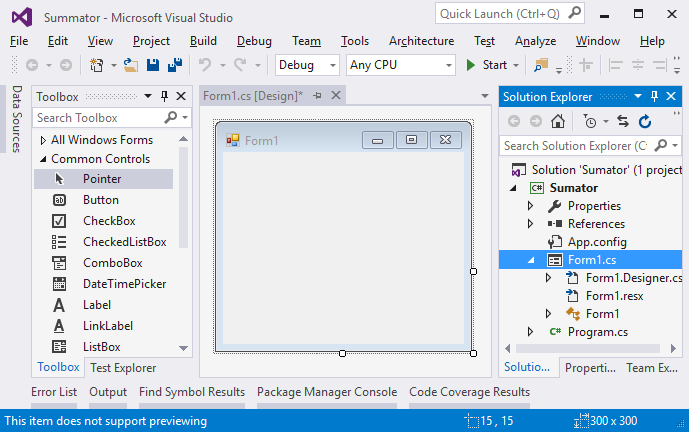 Summator - Microsoft Visual Studio
Quick Launch (Ctrl+Q)
File Edit View Project Build Debug Team Tools Architecture Test Analyze Window Help
Debug Any CPU Start
Data Sources
Toolbox
Search Toolbox
All Windows Forms
Common Controls
Pointer
Button
CheckBox
CheckedListBox
ComboBox
DateTimePicker
Label
LinkLabel
ListBox
Toolbox Test Explorer
Form1.cs [Design]*
Form1
Solution Explorer
Search Solution Explorer (C
Solution 'Sumator' (1 project
C# Sumator
Properties
References
App.config
Form1.cs
Form1.Designer.cs
Form1.resx
Form1
C# Program.cs
Solutio... Properti... Team Ex...
Error List Output Find Symbol Results Package Manager Console Code Coverage Results
This item does not support previewing 15 , 15 300 x 300